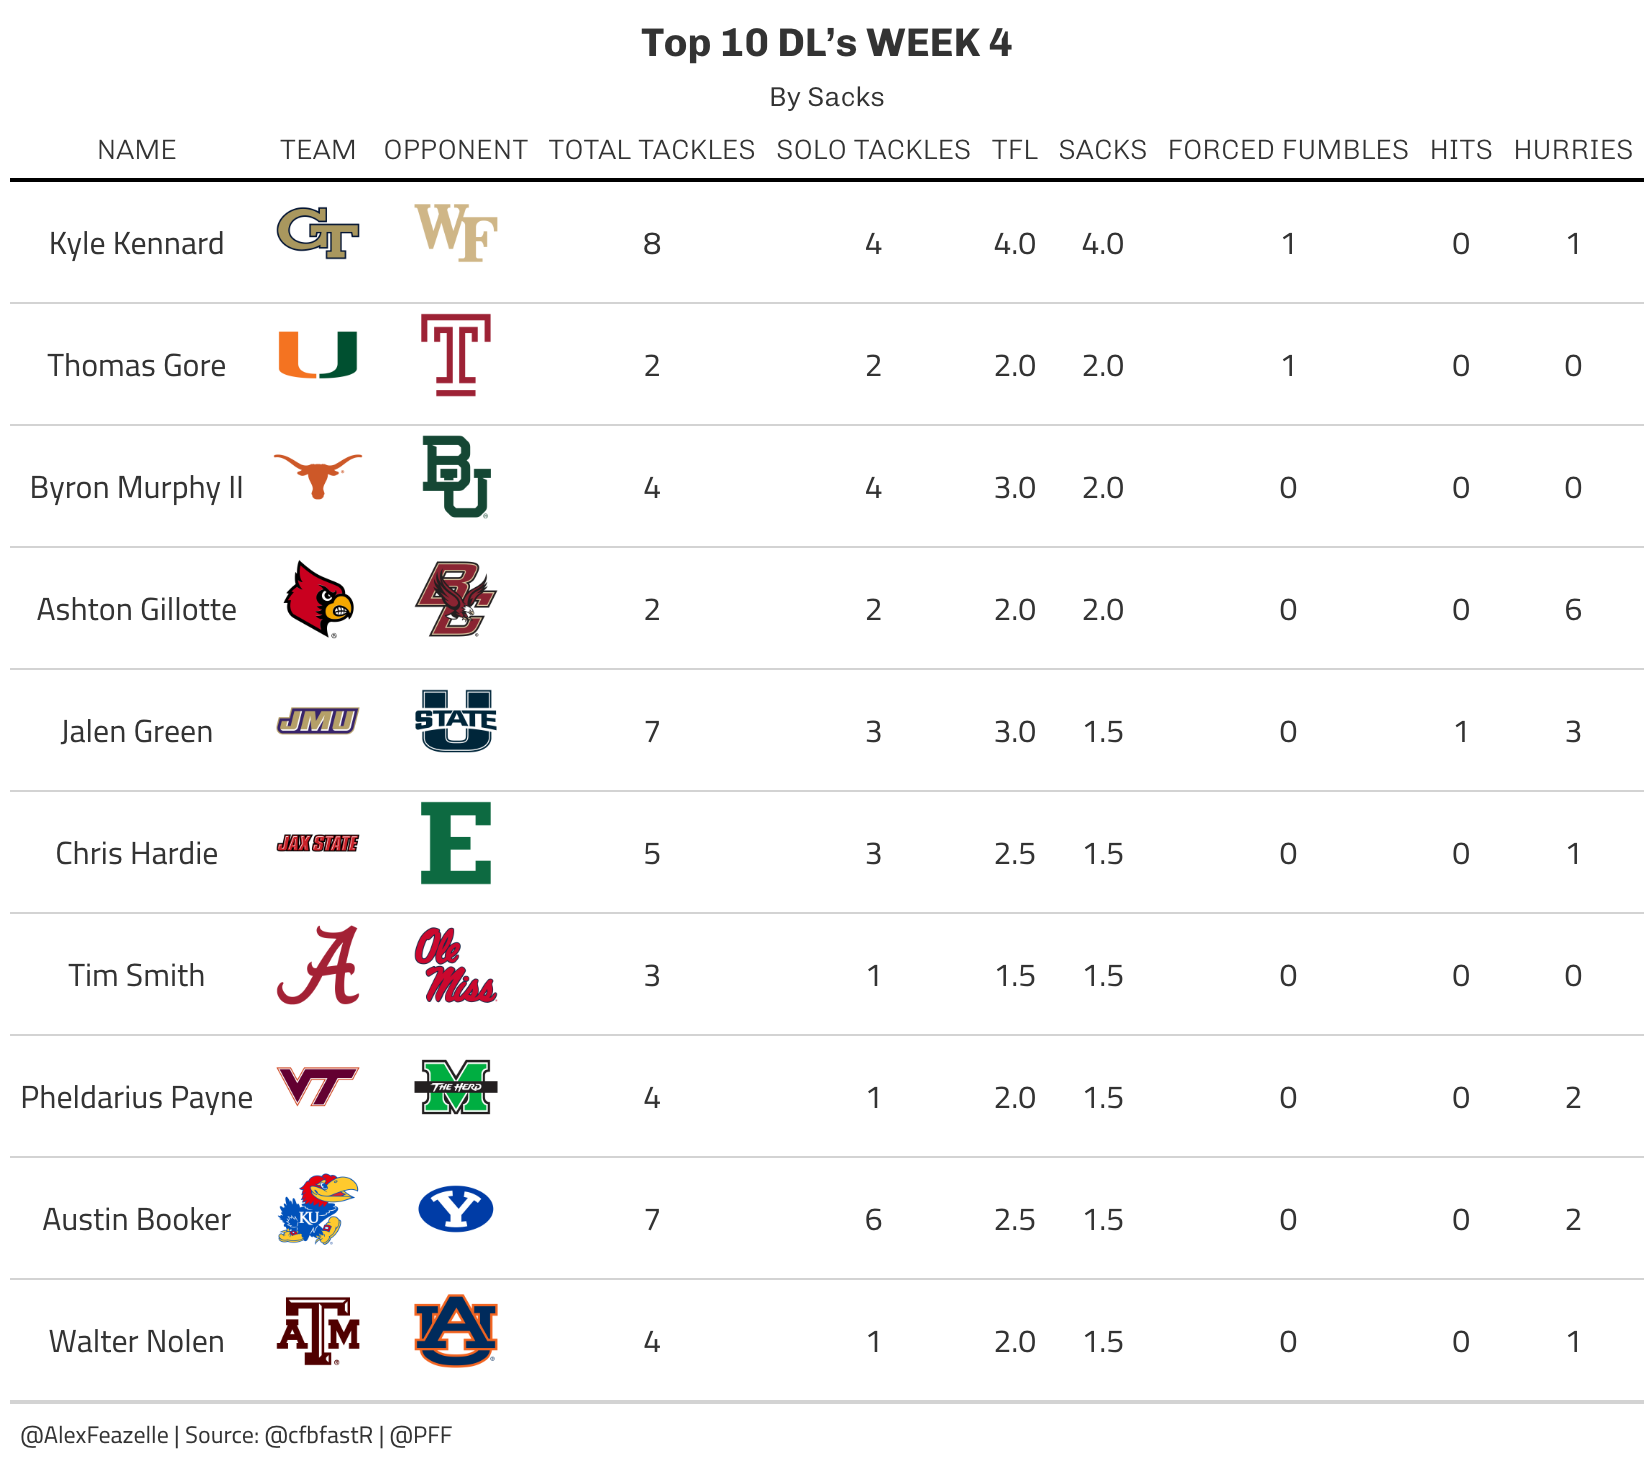 Top 10 DL’s WEEK 4
By Sacks
NAME TEAM OPPONENT TOTAL TACKLES SOLO TACKLES TFL SACKS FORCED FUMBLES HITS HURRIES
Kyle Kennard GT WF 8 4 4.0 4.0 1 0 1
Thomas Gore U T 2 2 2.0 2.0 1 0 0
Byron Murphy II BU 4 4 3.0 2.0 0 0 0
Ashton Gillotte BC 2 2 2.0 2.0 0 0 6
Jalen Green JMU U STATE 7 3 3.0 1.5 0 1 3
Chris Hardie JAX STATE E 5 3 2.5 1.5 0 0 1
Tim Smith A Ole Miss 3 1 1.5 1.5 0 0 0
Pheldarius Payne VT M THE HERD 4 1 2.0 1.5 0 0 2
Austin Booker KU Y 7 6 2.5 1.5 0 0 2
Walter Nolen ATM AU 4 1 2.0 1.5 0 0 1
@AlexFeazelle | Source: @cfbfastR | @PFF